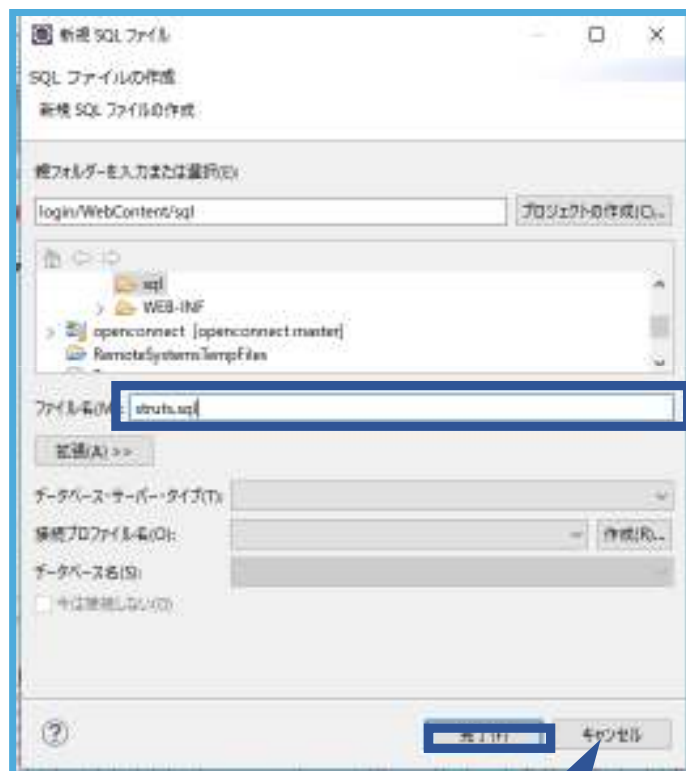 新規 SQL ファイル
SQL ファイルの作成
新規 SQL ファイルの作成
親フォルダーを入力または選択(E):
login/WebContent/sql
プロジェクトの作成(C)...
sql
WEB-INF
openconnect [openconnect master]
RemoteSystemsTempFiles
ファイル名(M):
struts.sql
拡張(A) >>
データベース・サーバー・タイプ(T):
接続プロファイル名(O):
作成(R)...
データベース名(S):
今は接続しない(O)
完了(F)
キャンセル